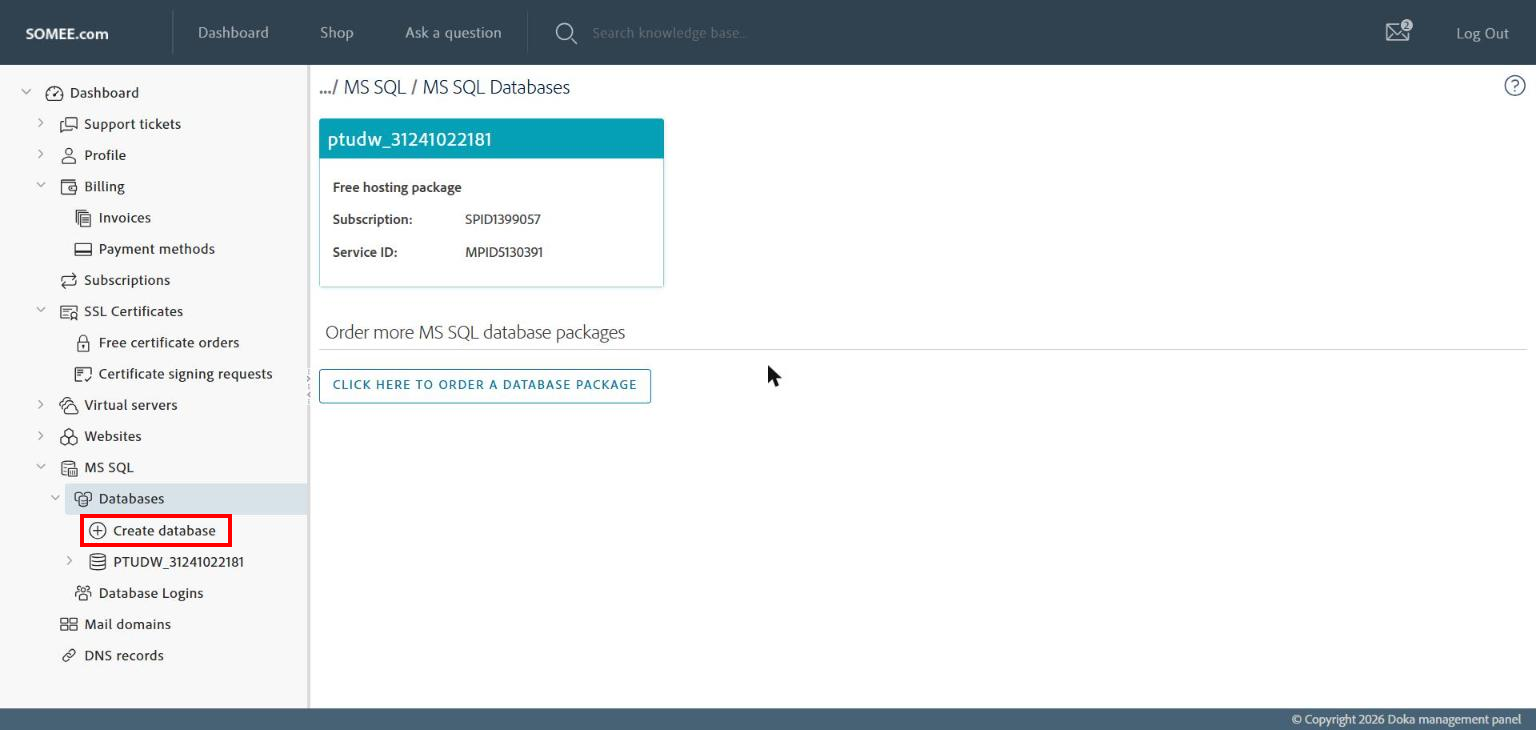 SOMEE.com
Dashboard
Shop
Ask a question
Search knowledge base..
2
Log Out
Dashboard
Support tickets
Profile
Billing
Invoices
Payment methods
Subscriptions
SSL Certificates
Free certificate orders
Certificate signing requests
Virtual servers
Websites
MS SQL
Databases
Create database
PTUDW_31241022181
Database Logins
Mail domains
DNS records
.../ MS SQL / MS SQL Databases
?
ptudw_31241022181
Free hosting package
Subscription: SPID1399057
Service ID: MPID5130391
Order more MS SQL database packages
CLICK HERE TO ORDER A DATABASE PACKAGE
© Copyright 2026 Doka management panel